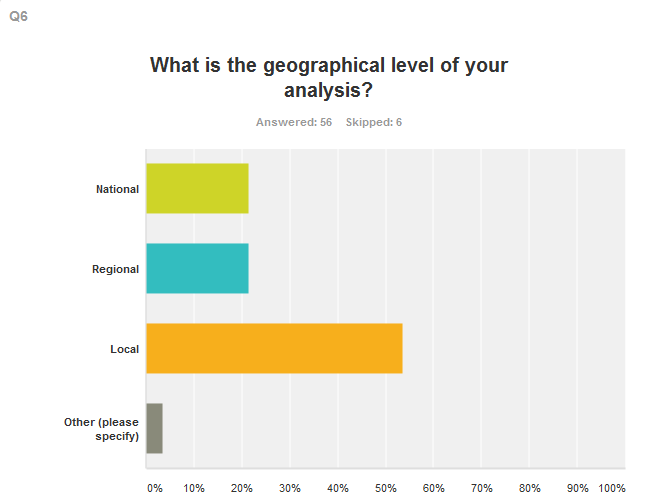 Q6
What is the geographical level of your
analysis?
Answered: 56 Skipped: 6
National
Regional
Local
Other (please
specify)
0% 10% 20% 30% 40% 50% 60% 70% 80% 90% 100%